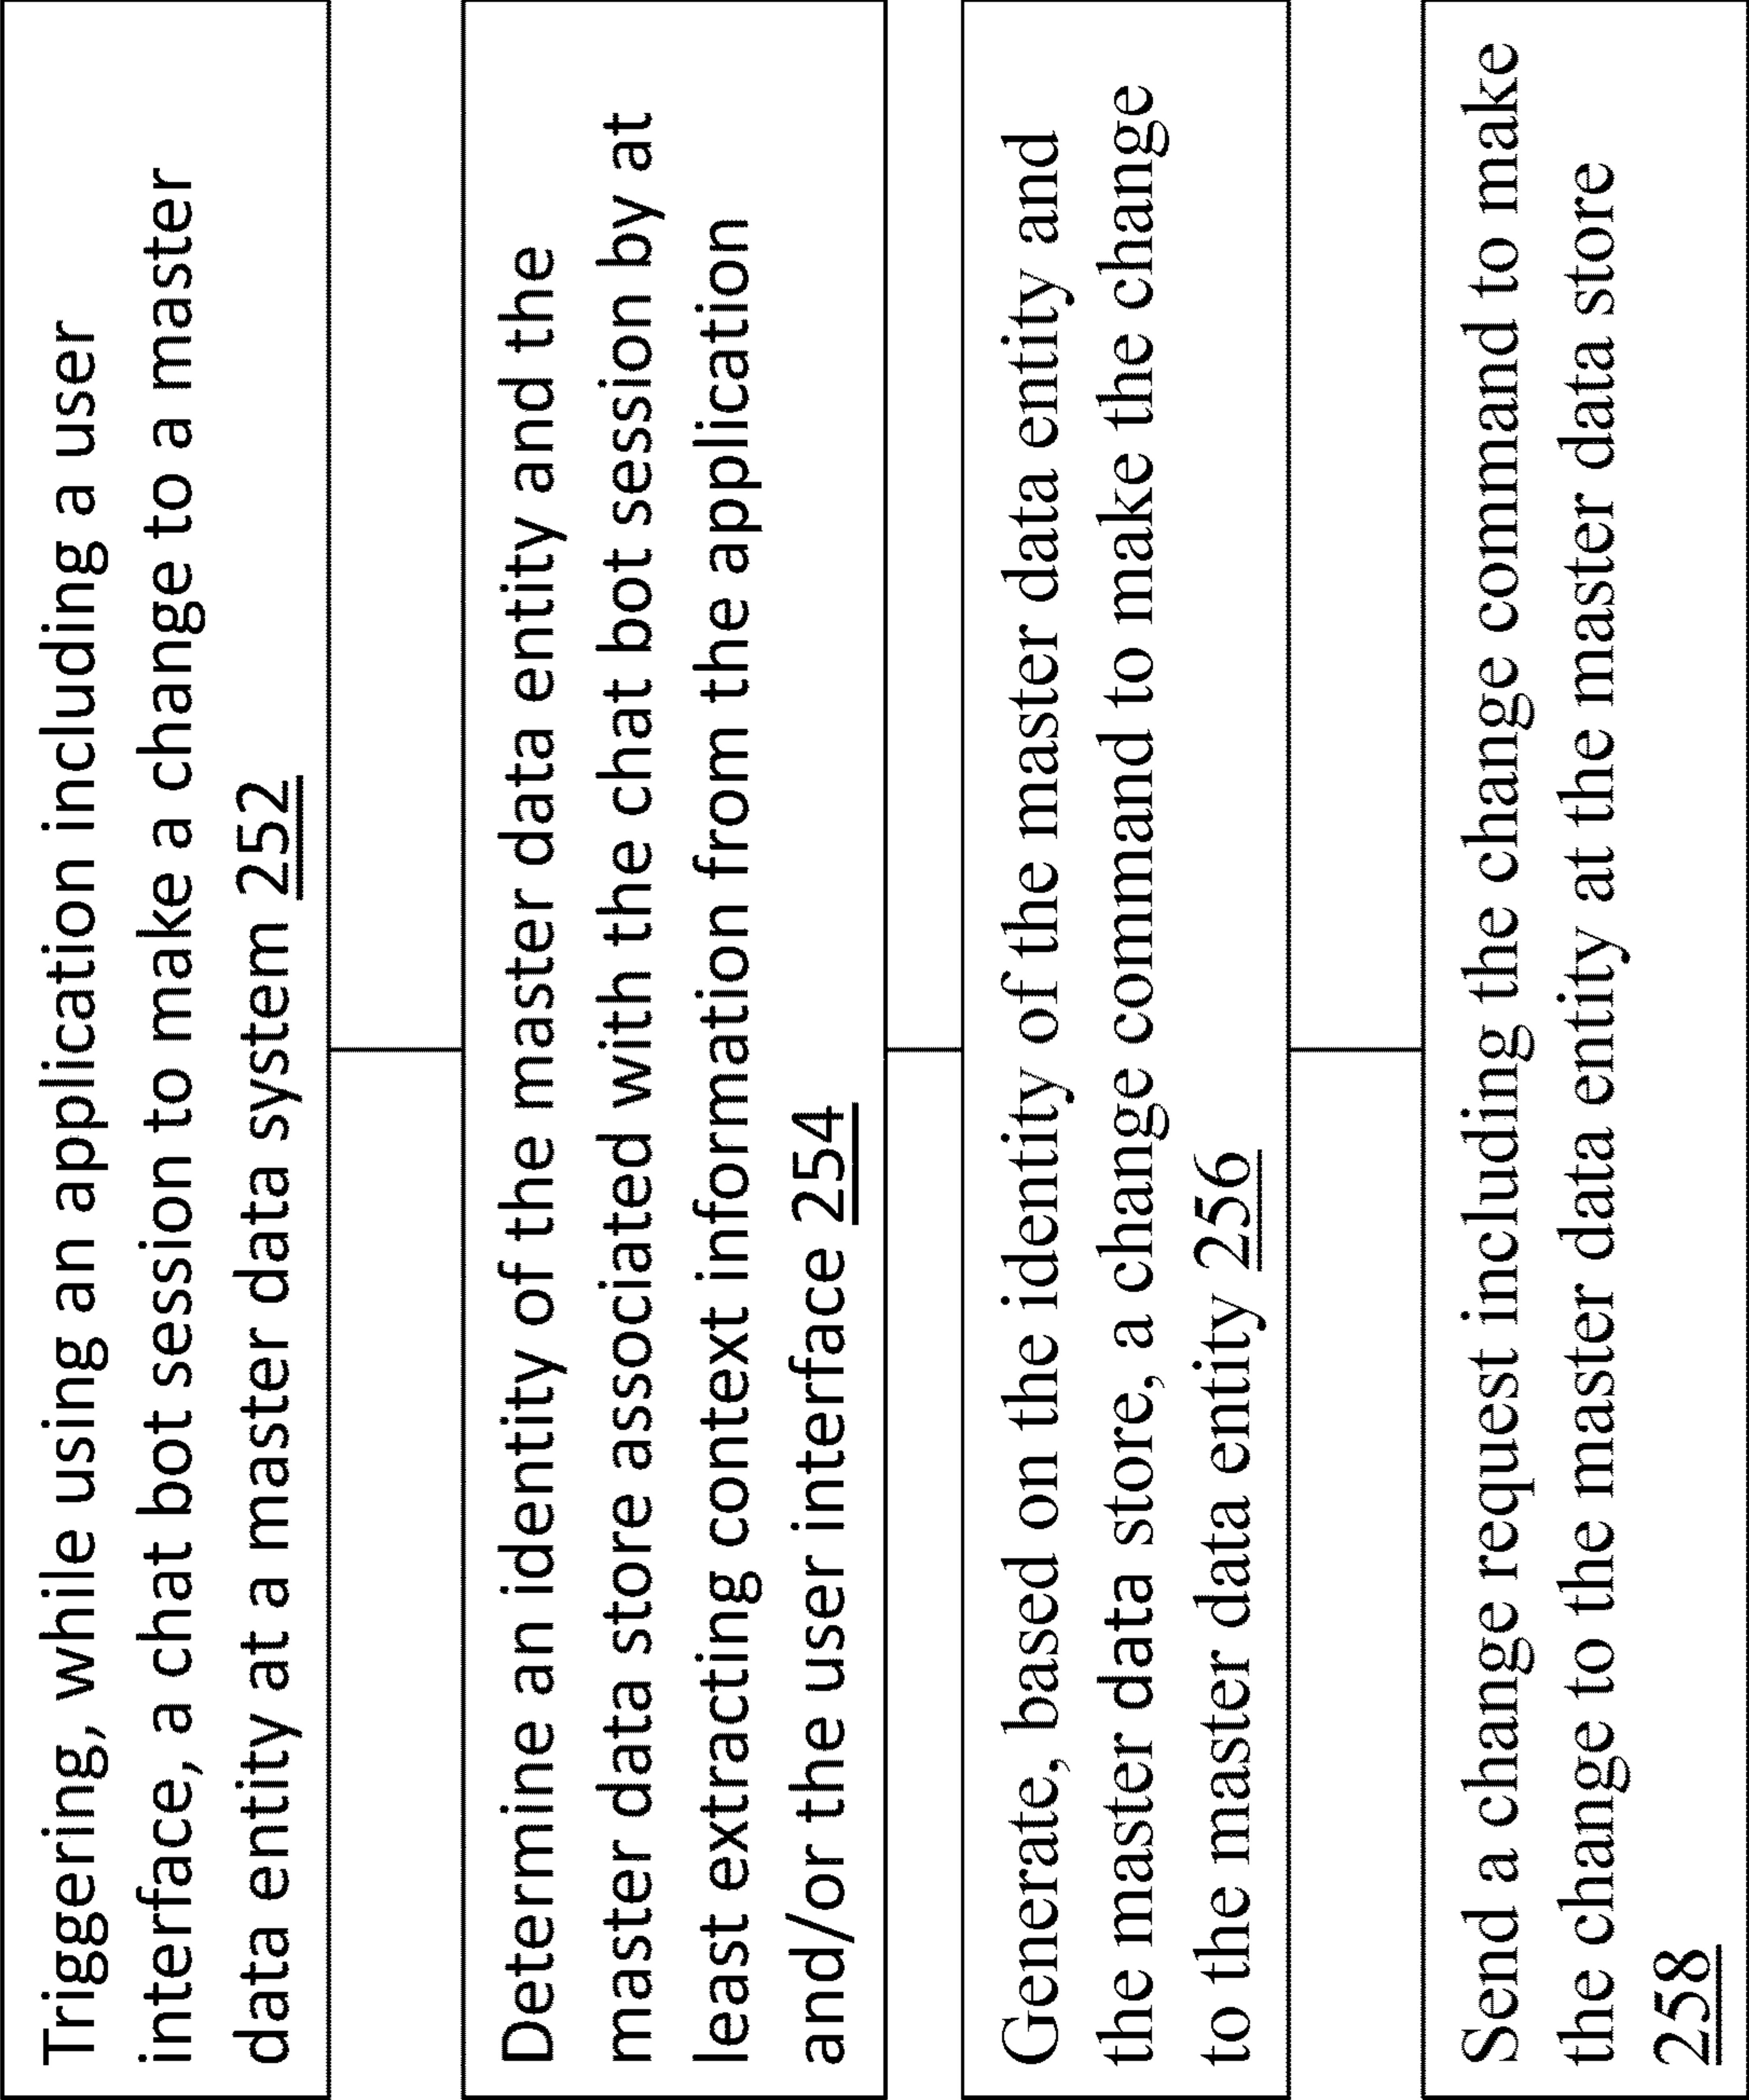 Triggering, while using an application including a user
interface, a chat bot session to make a change to a master
data entity at a master data system 252
Determine an identity of the master data entity and the
master data store associated with the chat bot session by at
least extracting context information from the application
and/or the user interface 254
Generate, based on the identity of the master data entity and
the master data store, a change command to make the change
to the master data entity 256
Send a change request including the change command to make
the change to the master data entity at the master data store
258